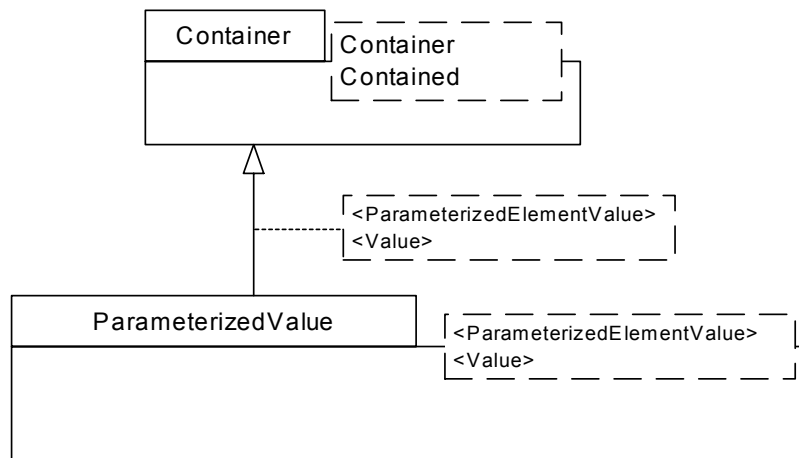 Container
Container
Contained
<ParameterizedElementValue>
<Value>
ParameterizedValue
<ParameterizedElementValue>
<Value>